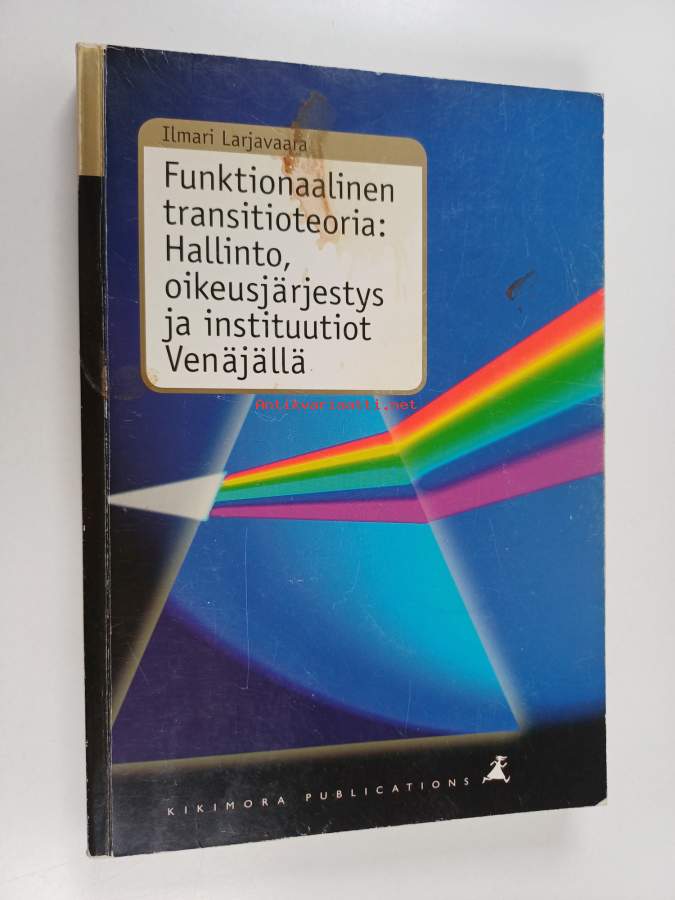 Ilmari Larjavaara
Funktionaalinen
transitioteoria:
Hallinto,
oikeusjärjestys
ja instituutiot
Venäjällä
Antikvariaatti.net
KIKIMORA PUBLICATIONS